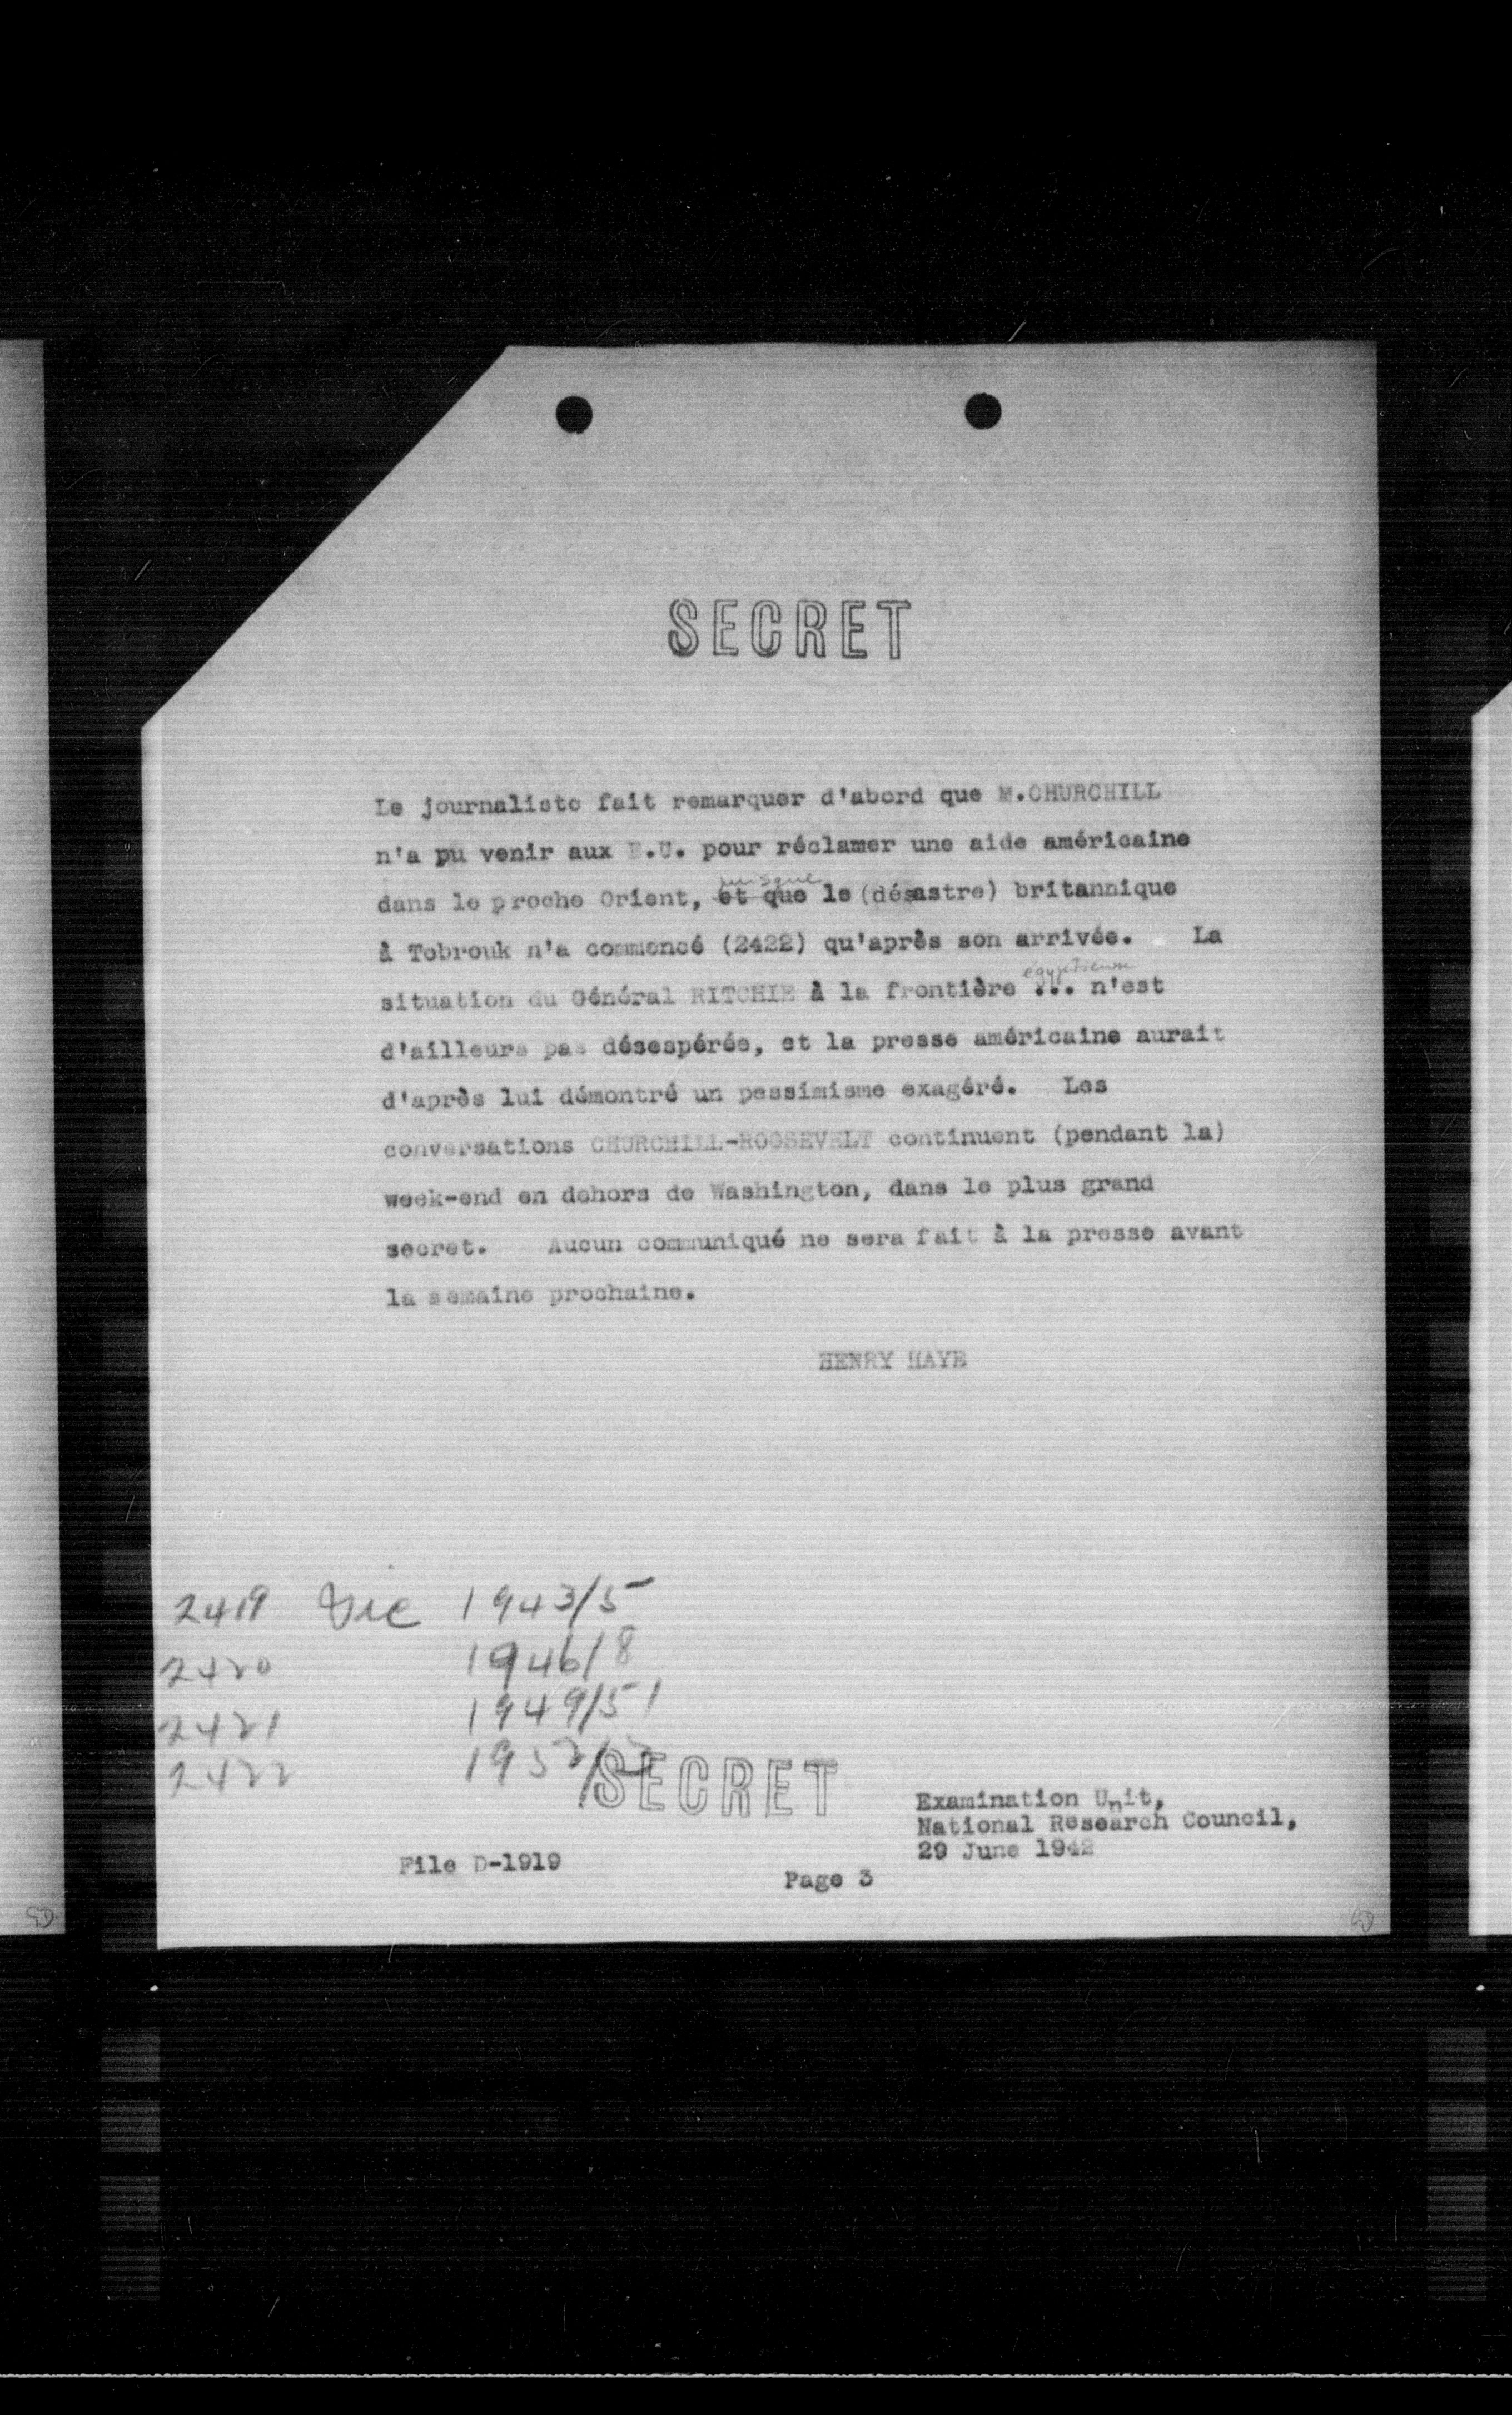 SECRET
Le journaliste fait remarquer d'abord que M.CHURCHILL
n'a pu venir aux E.U. pour réclamer une aide américaine
puisque
dans le proche Orient, et que le (désastre) britannique
à Tobrouk n'a commencé (2422) qu'après son arrivée. La
égyptienne
situation du Général RITCHIE à la frontière ... n'est
d'ailleurs pas désespérée, et la presse américaine aurait
d'après lui démontré un pessimisme exagéré. Les
conversations CHURCHILL-ROOSEVELT continuent (pendant la)
week-end en dehors de Washington, dans le plus grand
secret. Aucun communiqué ne sera fait à la presse avant
la semaine prochaine.
HENRY HAYE
2419 Vic 1943/5
2420 1946/8
2421 1949/51
2422
SECRET
Examination Unit,
National Research Council,
29 June 1942
File D-1919
Page 3